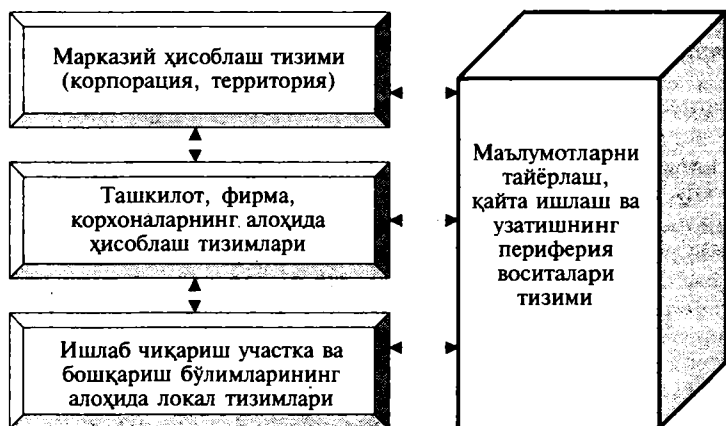 Марказий ҳисоблаш тизими
(корпорация, территория)
Ташкилот, фирма,
корхоналарнинг алоҳида
ҳисоблаш тизимлари
Ишлаб чиқариш участка ва
бошқариш бўлимларининг
алоҳида локал тизимлари
Маълумотларни
тайёрлаш,
қайта ишлаш ва
узатишнинг
периферия
воситалари
тизими